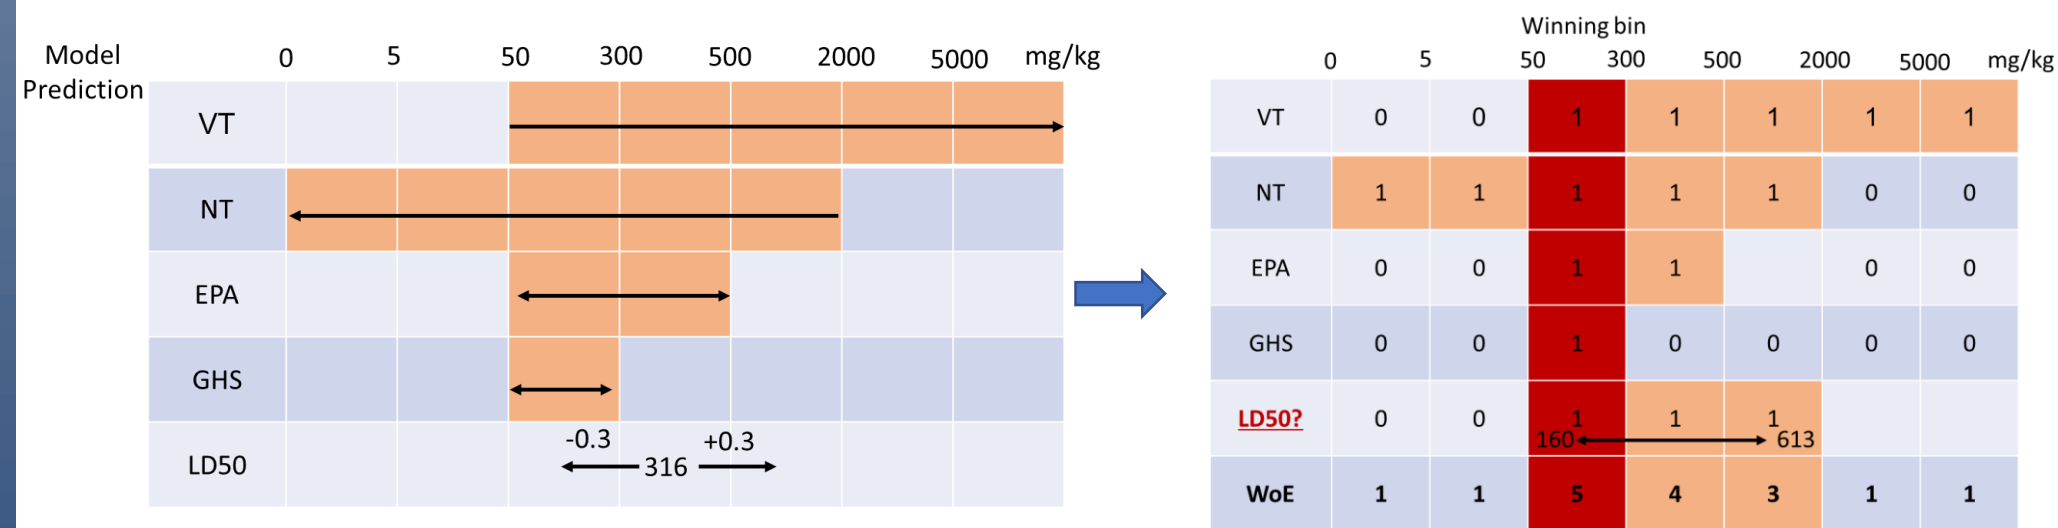 Model
Prediction
0 5 50 300 500 2000 5000 mg/kg
VT
NT
EPA
GHS
LD50 -0.3 316 +0.3
Winning bin
0 5 50 300 500 2000 5000 mg/kg
VT 0 0 1 1 1 1 1
NT 1 1 1 1 1 0 0
EPA 0 0 1 1 0 0
GHS 0 0 1 0 0 0 0
LD50? 0 0 1 1 1
160 613
WoE 1 1 5 4 3 1 1